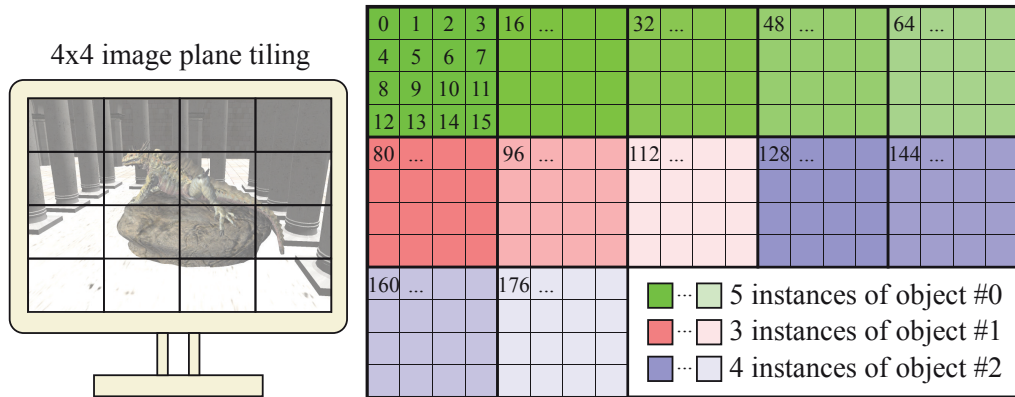 4x4 image plane tiling
0 1 2 3 16 ... 32 ... 48 ... 64 ...
4 5 6 7
8 9 10 11
12 13 14 15
80 ... 96 ... 112 ... 128 ... 144 ...
160 ... 176 ...
... 5 instances of object #0
... 3 instances of object #1
... 4 instances of object #2